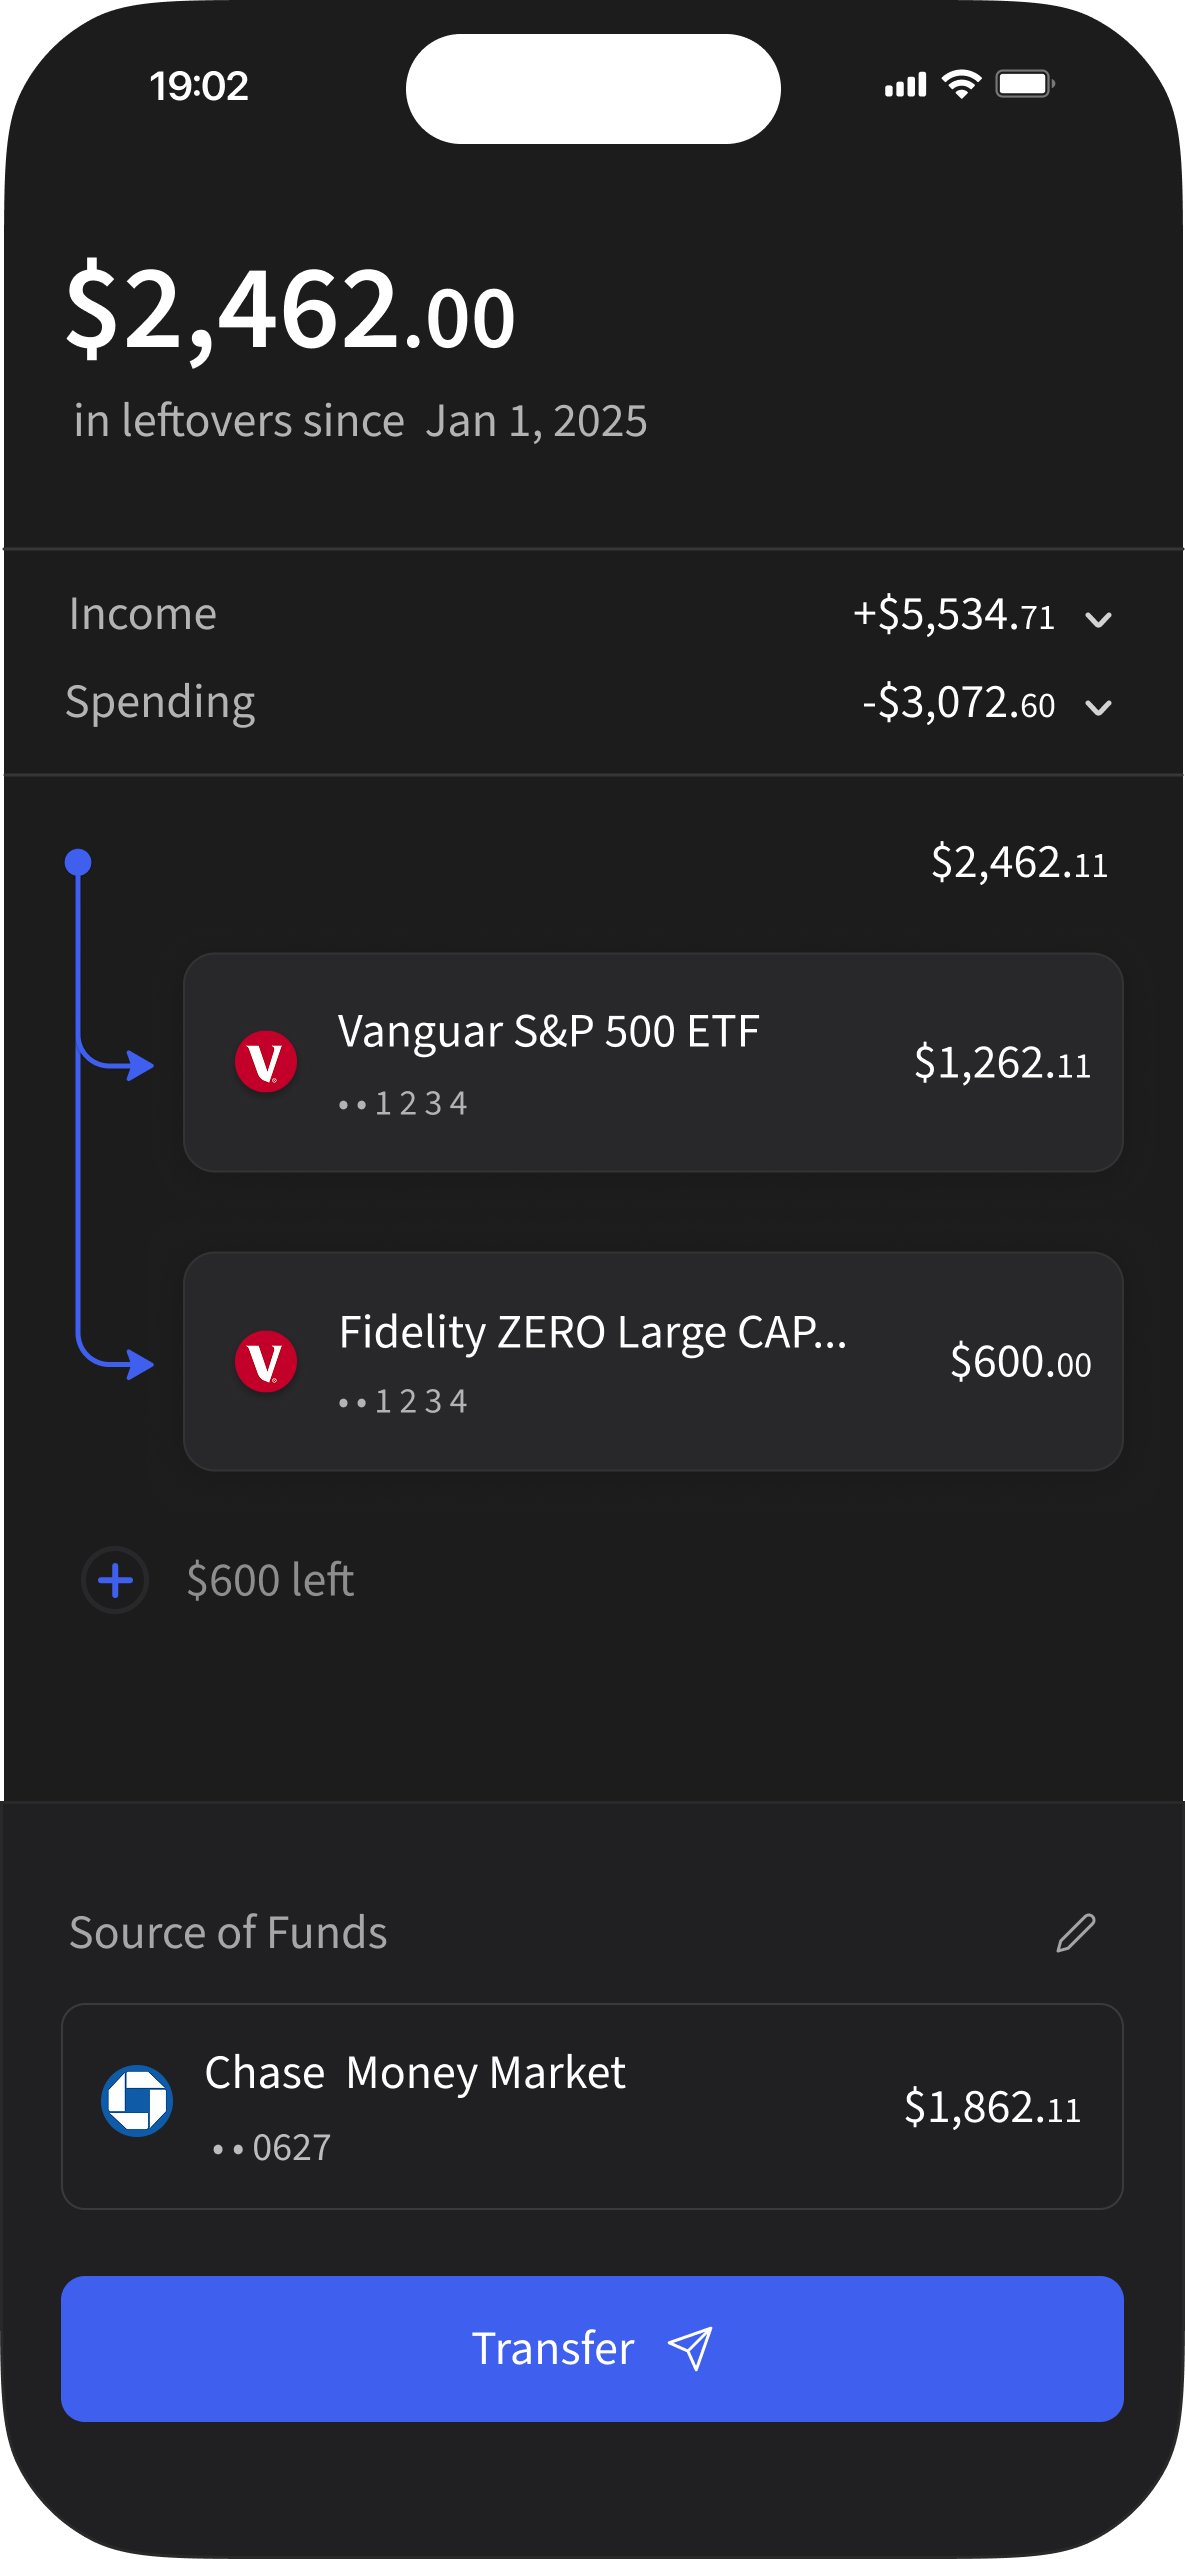 19:02
$2,462.00
in leftovers since Jan 1, 2025
Income +$5,534.71
Spending -$3,072.60
$2,462.11
Vanguar S&P 500 ETF
$1,262.11
••1234
Fidelity ZERO Large CAP...
$600.00
••1234
$600 left
Source of Funds
Chase Money Market
$1,862.11
••0627
Transfer